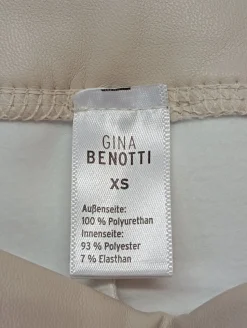 GINA
BENOTTI
XS
Außenseite:
100 % Polyurethan
Innenseite:
93 % Polyester
7 % Elasthan